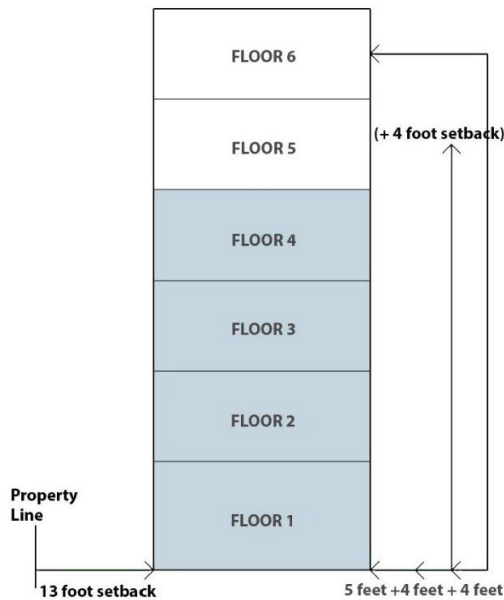 FLOOR 6
(+ 4 foot setback)
FLOOR 5
FLOOR 4
FLOOR 3
FLOOR 2
Property
Line
FLOOR 1
13 foot setback
5 feet +4 feet + 4 feet